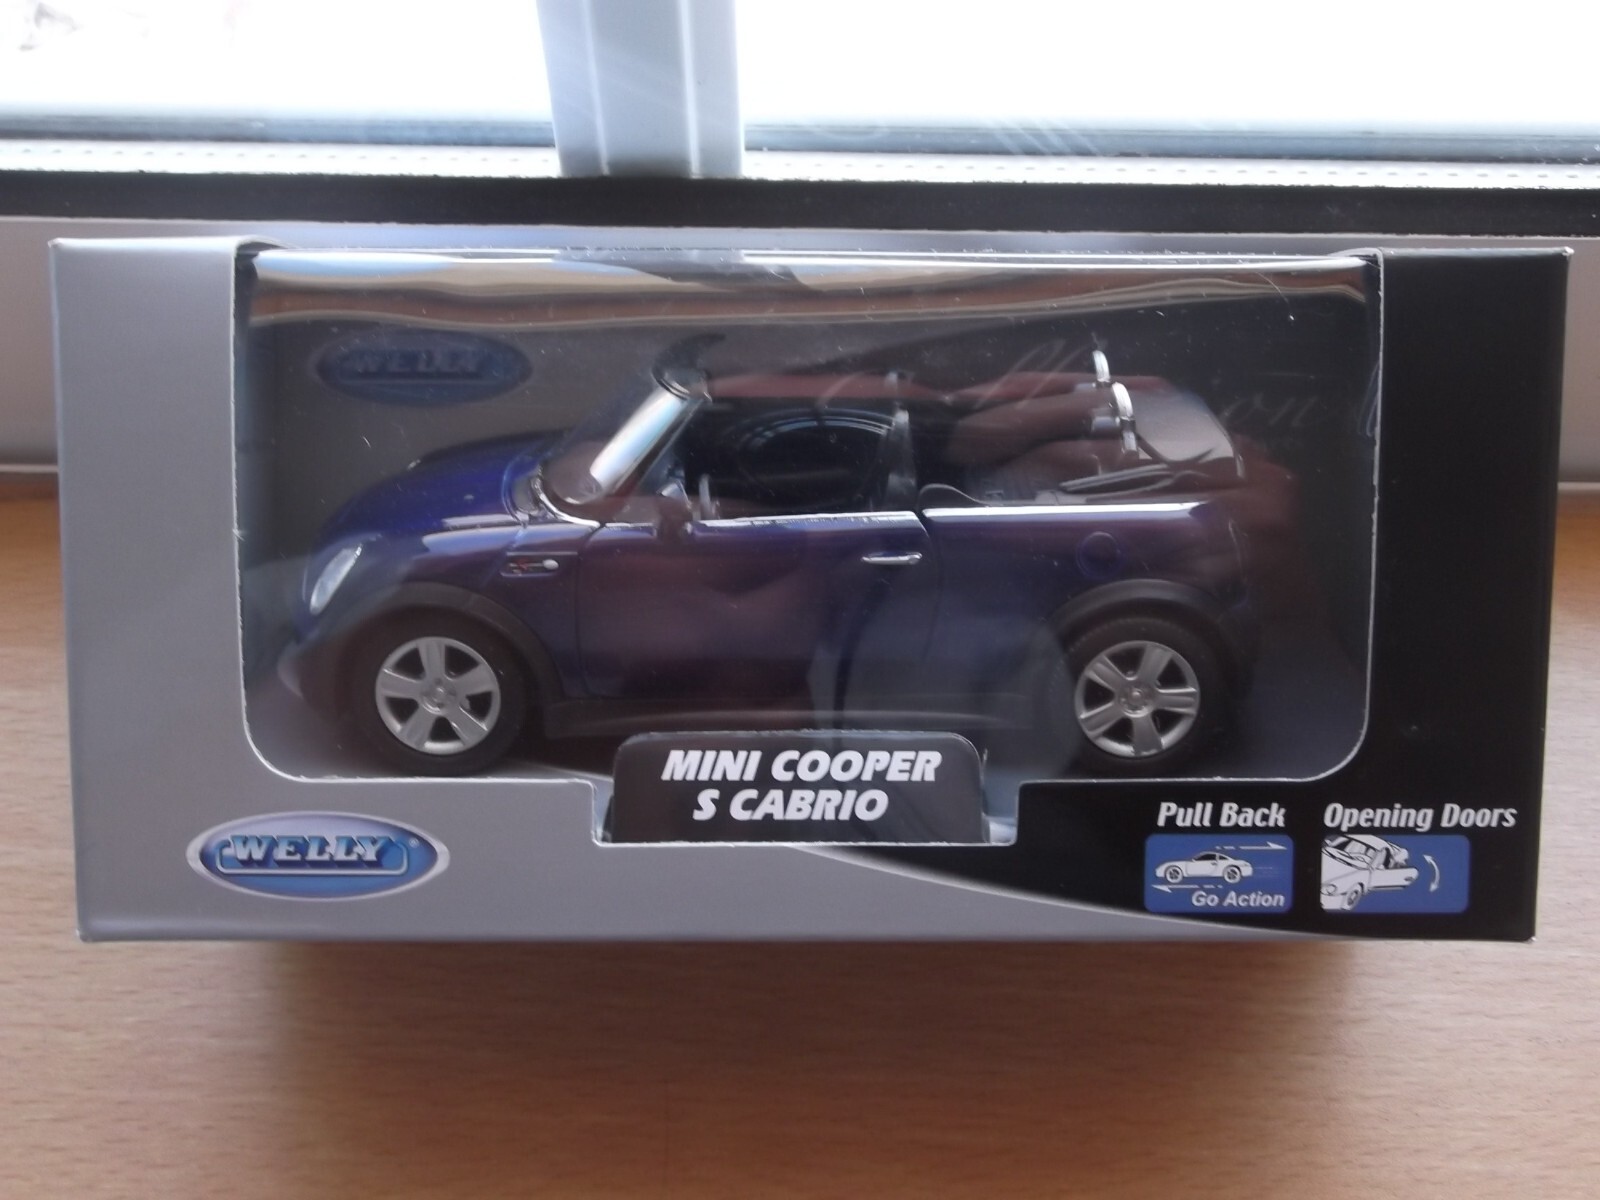 WELLY
MINI COOPER
S CABRIO
WELLY®
Pull Back
Go Action
Opening Doors